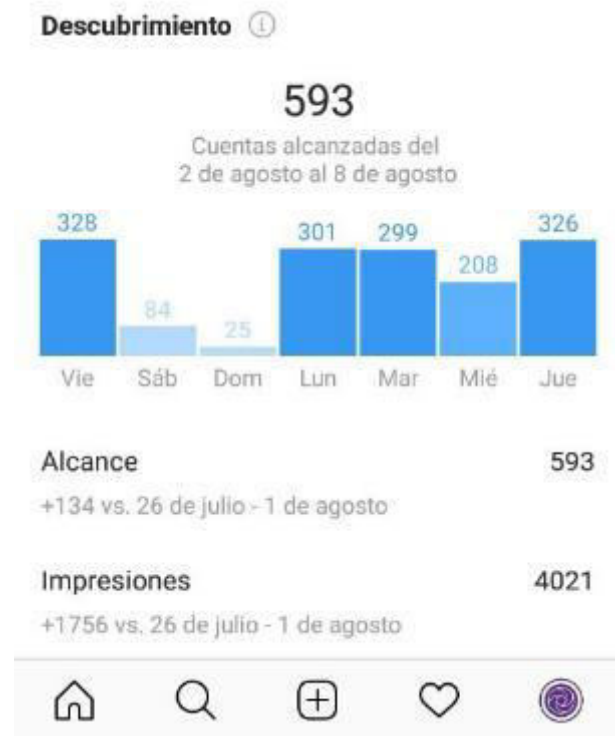 Descubrimiento
593
Cuentas alcanzadas del
2 de agosto al 8 de agosto
328 84 25 301 299 208 326
Vie Sáb Dom Lun Mar Mié Jue
Alcance 593
+134 vs. 26 de julio - 1 de agosto
Impresiones 4021
+1756 vs. 26 de julio - 1 de agosto